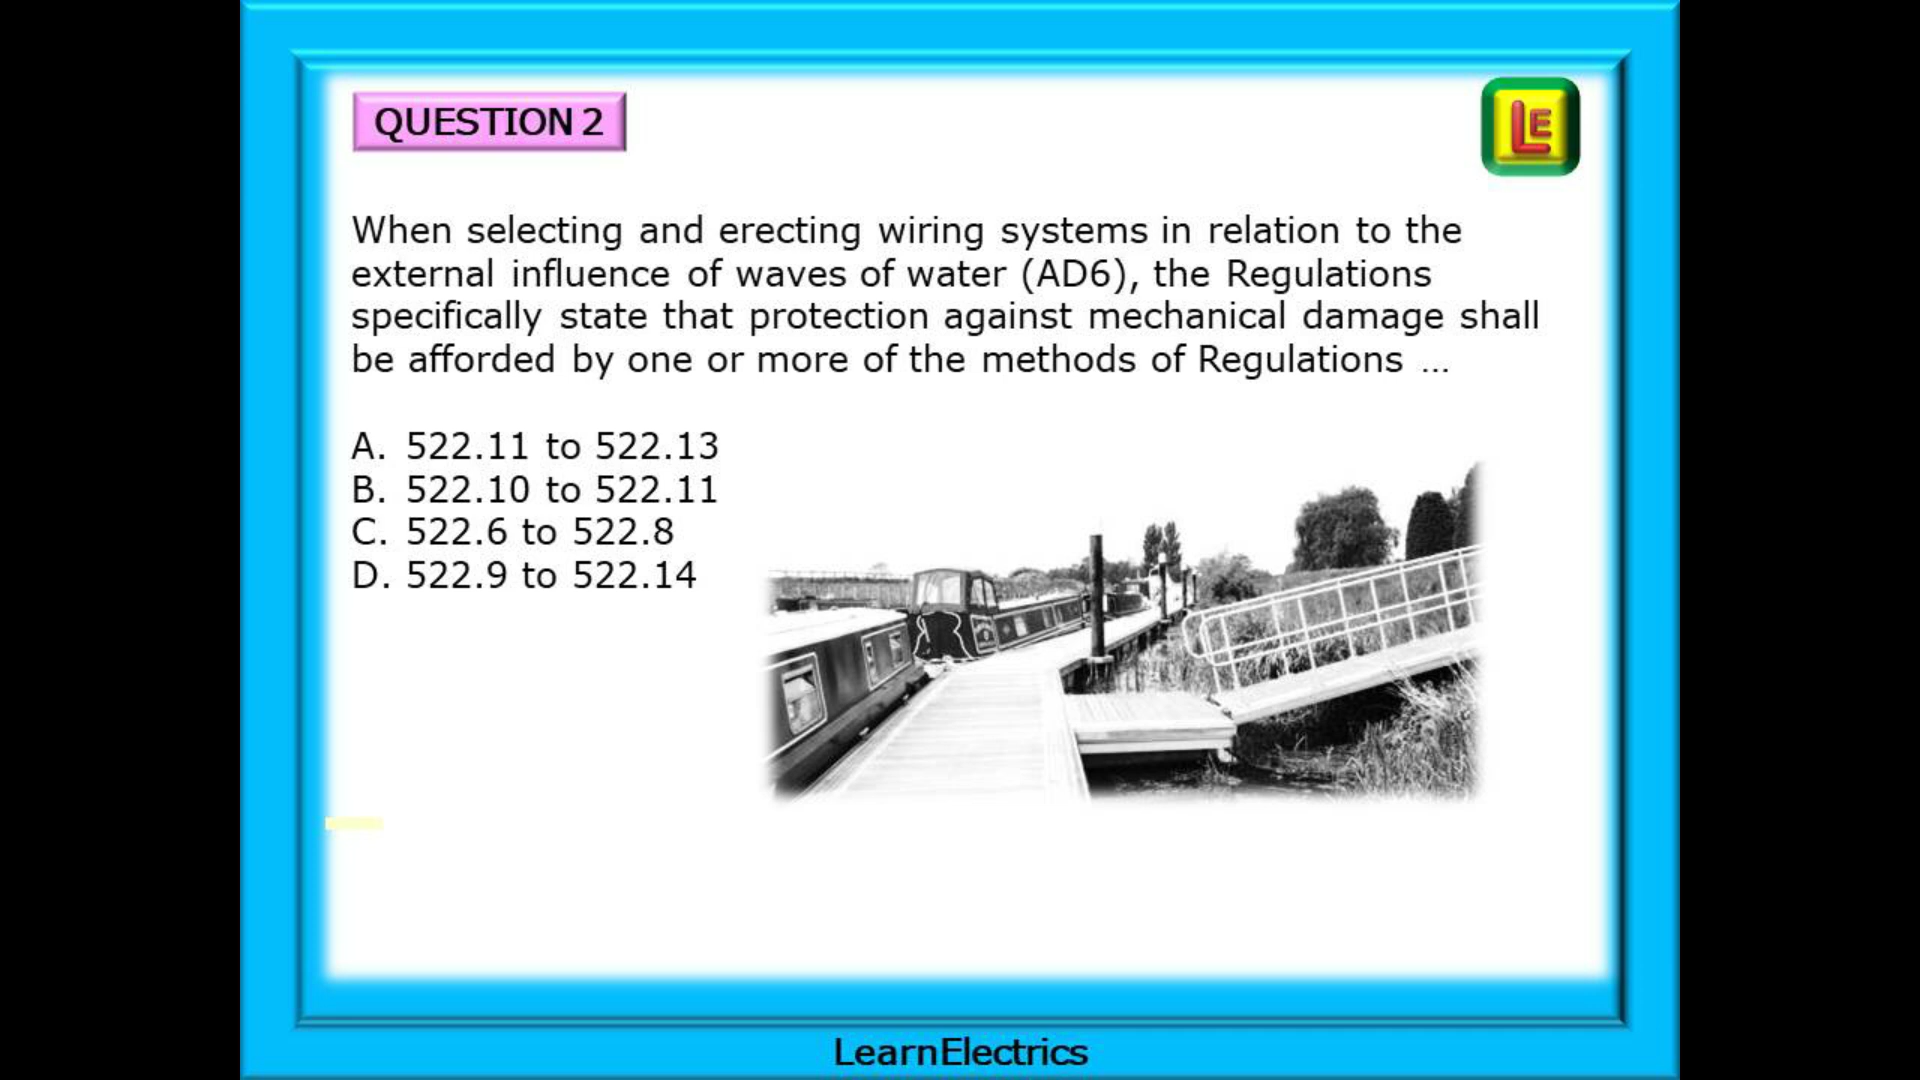 QUESTION 2
LE
When selecting and erecting wiring systems in relation to the
external influence of waves of water (AD6), the Regulations
specifically state that protection against mechanical damage shall
be afforded by one or more of the methods of Regulations ...
A. 522.11 to 522.13
B. 522.10 to 522.11
C. 522.6 to 522.8
D. 522.9 to 522.14
LearnElectrics